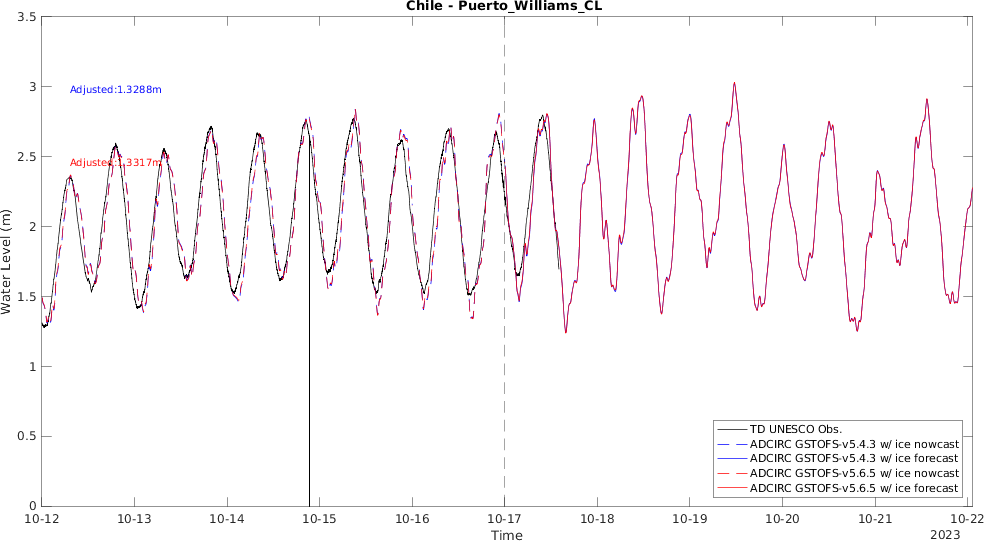 Chile - Puerto_Williams_CL
3.5
3
2.5
2
1.5
1
0.5
0
Water Level (m)
Adjusted:1.3288m
Adjusted:1.3317m
TD UNESCO Obs.
ADCIRC GSTOFS-v5.4.3 w/ ice nowcast
ADCIRC GSTOFS-v5.4.3 w/ ice forecast
ADCIRC GSTOFS-v5.6.5 w/ ice nowcast
ADCIRC GSTOFS-v5.6.5 w/ ice forecast
10-12 10-13 10-14 10-15 10-16 10-17 10-18 10-19 10-20 10-21 10-22
Time
2023